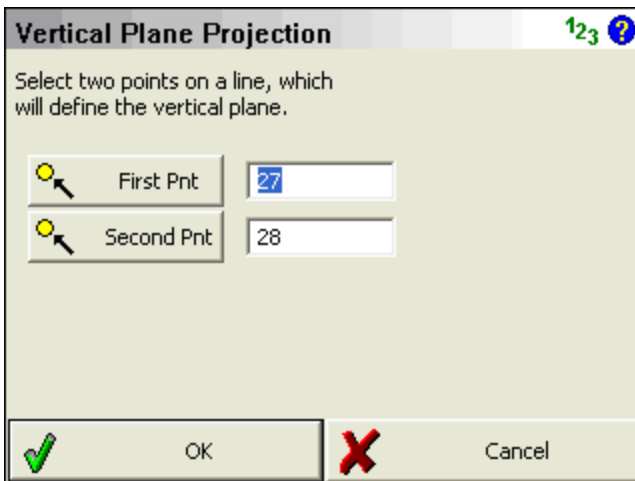 Vertical Plane Projection
123 ?
Select two points on a line, which
will define the vertical plane.
First Pnt 27
Second Pnt 28
OK Cancel